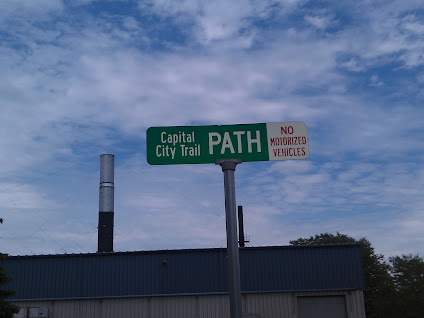 Capital
City Trail
PATH
NO
MOTORIZED
VEHICLES